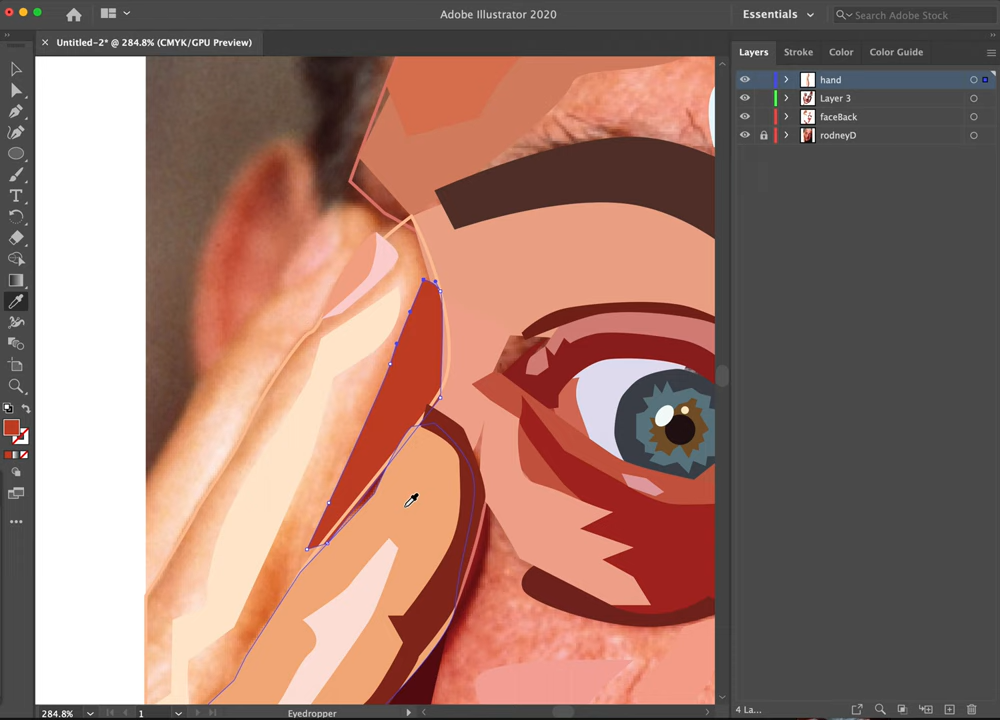 Adobe Illustrator 2020
Essentials
Search Adobe Stock
Untitled-2* @ 284.8% (CMYK/GPU Preview)
Layers
Stroke
Color
Color Guide
hand
Layer 3
faceBack
rodneyD
T
284.8%
1
Eyedropper
4 La...